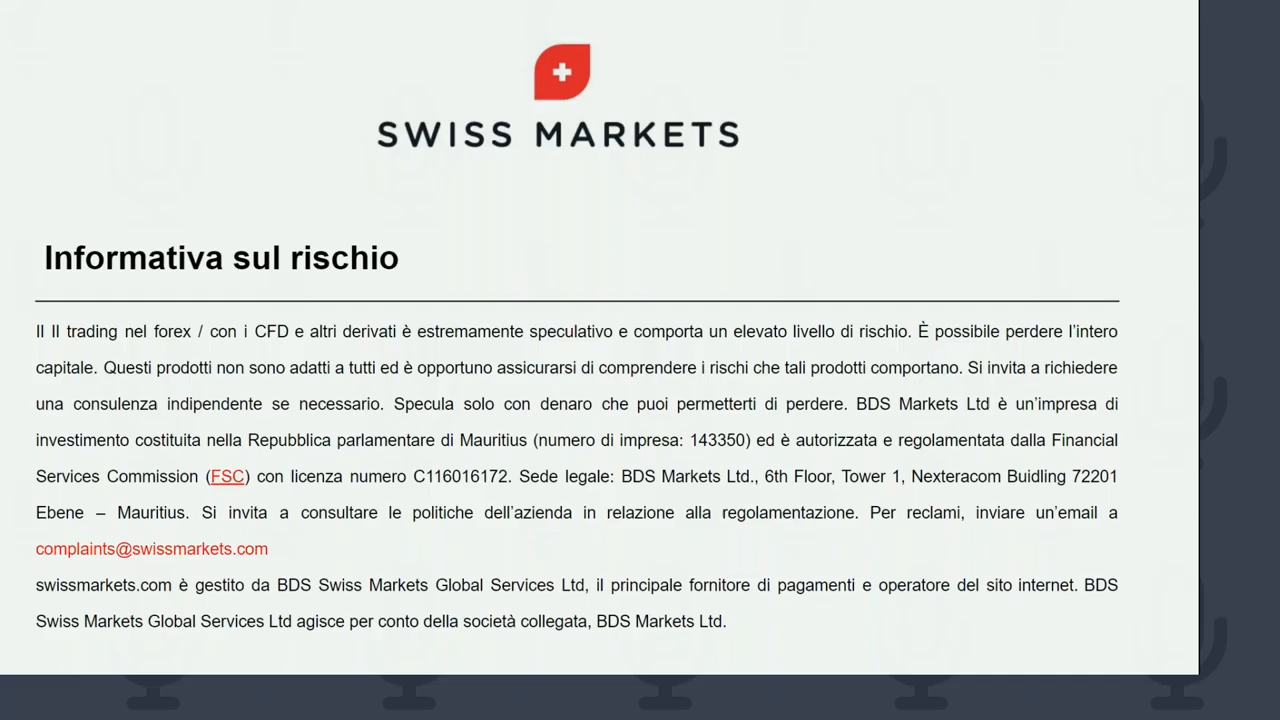 SWISS MARKETS
Informativa sul rischio
Il Il trading nel forex / con i CFD e altri derivati è estremamente speculativo e comporta un elevato livello di rischio. È possibile perdere l’intero
capitale. Questi prodotti non sono adatti a tutti ed è opportuno assicurarsi di comprendere i rischi che tali prodotti comportano. Si invita a richiedere
una consulenza indipendente se necessario. Specula solo con denaro che puoi permetterti di perdere. BDS Markets Ltd è un’impresa di
investimento costituita nella Repubblica parlamentare di Mauritius (numero di impresa: 143350) ed è autorizzata e regolamentata dalla Financial
Services Commission (FSC) con licenza numero C116016172. Sede legale: BDS Markets Ltd., 6th Floor, Tower 1, Nexteracom Buidling 72201
Ebene – Mauritius. Si invita a consultare le politiche dell’azienda in relazione alla regolamentazione. Per reclami, inviare un’email a
complaints@swissmarkets.com
swissmarkets.com è gestito da BDS Swiss Markets Global Services Ltd, il principale fornitore di pagamenti e operatore del sito internet. BDS
Swiss Markets Global Services Ltd agisce per conto della società collegata, BDS Markets Ltd.